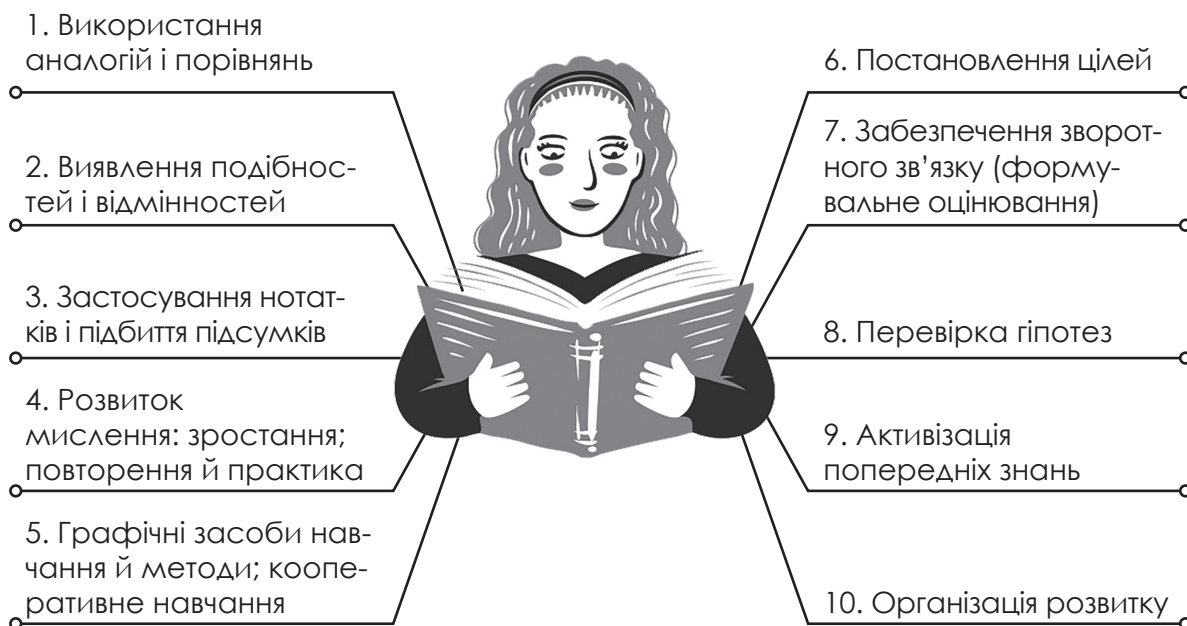 1. Використання
аналогій і порівнянь
2. Виявлення подібнос-
тей і відмінностей
3. Застосування нотат-
ків і підбиття підсумків
4. Розвиток
мислення: зростання;
повторення й практика
5. Графічні засоби нав-
чання й методи; коопе-
ративне навчання
6. Постановлення цілей
7. Забезпечення зворот-
ного зв’язку (форму-
вальне оцінювання)
8. Перевірка гіпотез
9. Активізація
попередніх знань
10. Організація розвитку